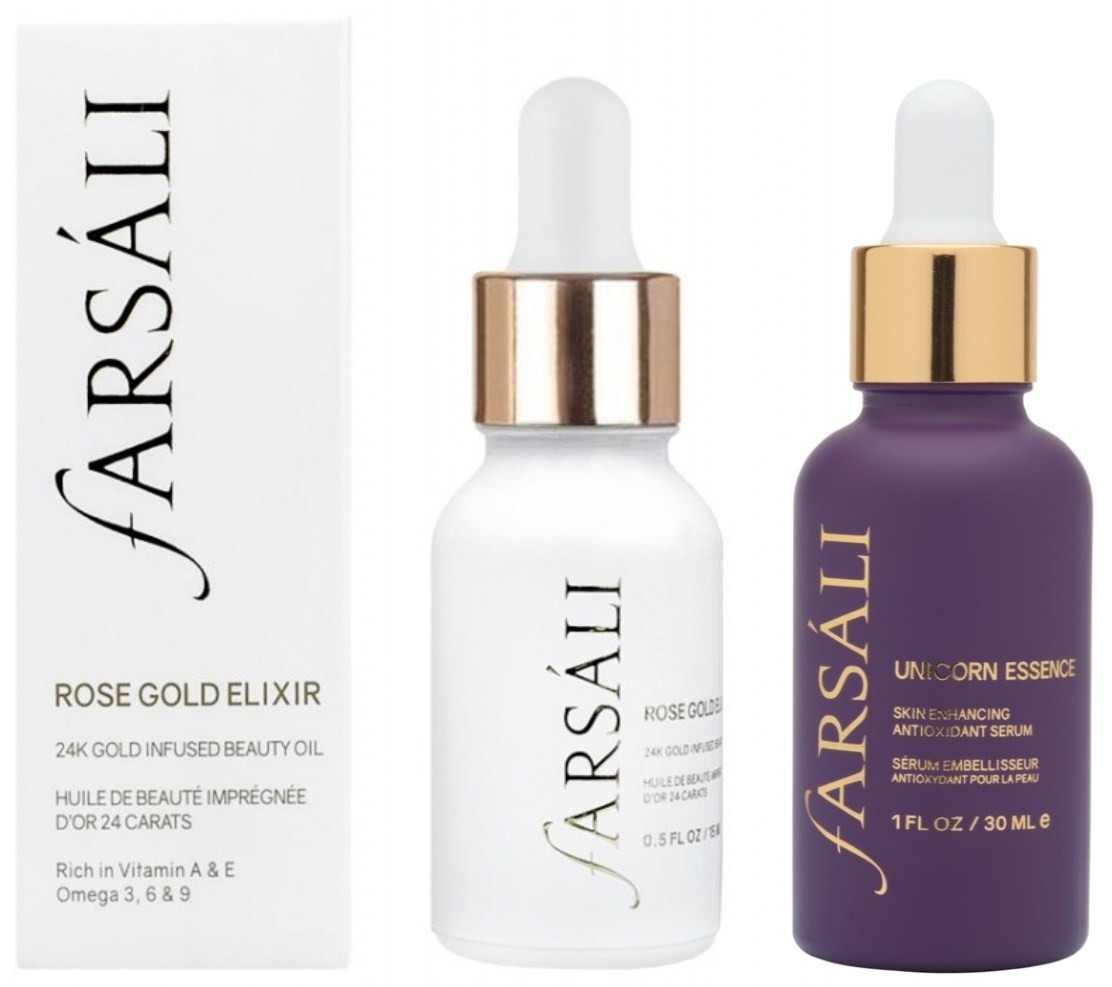 fARSÁLI
ROSE GOLD ELIXIR
24K GOLD INFUSED BEAUTY OIL
HUILE DE BEAUTÉ IMPRÉGNÉE
D'OR 24 CARATS
Rich in Vitamin A & E
Omega 3, 6 & 9
fARSÁLI
ROSE GOLD
24K GOLD INFUSED
HUILE DE BEAUTÉ
D'OR 24 CARATS
0.5 FL OZ /
fARSÁLI
UNICORN ESSENCE
SKIN ENHANCING
ANTIOXIDANT SERUM
SÉRUM EMBELLISSEUR
ANTIOXYDANT POUR LA PEAU
1 FL OZ / 30 ML e